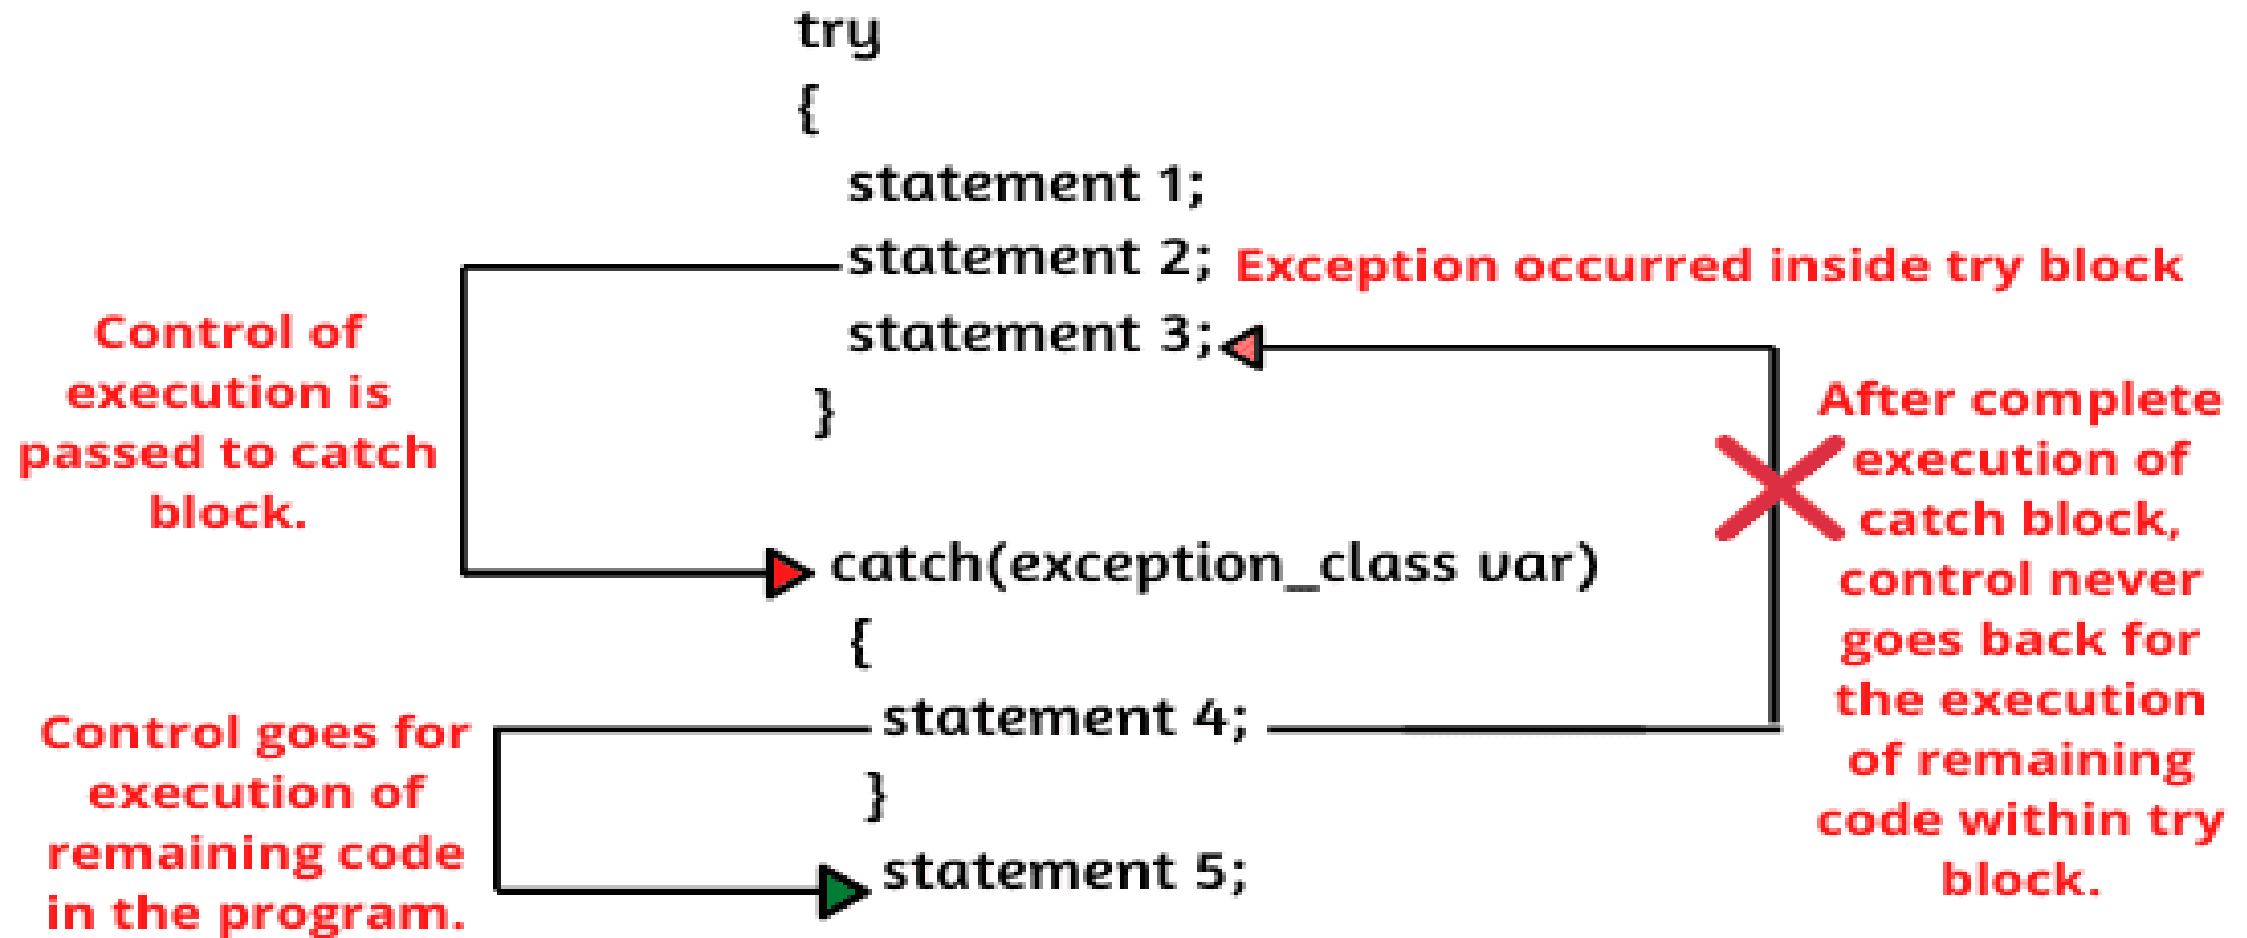 try
{
statement 1;
statement 2; Exception occurred inside try block
statement 3;
}
Control of
execution is
passed to catch
block.
After complete
execution of
catch block,
control never
goes back for
the execution
of remaining
code within try
block.
catch(exception_class var)
{
statement 4;
}
statement 5;
Control goes for
execution of
remaining code
in the program.